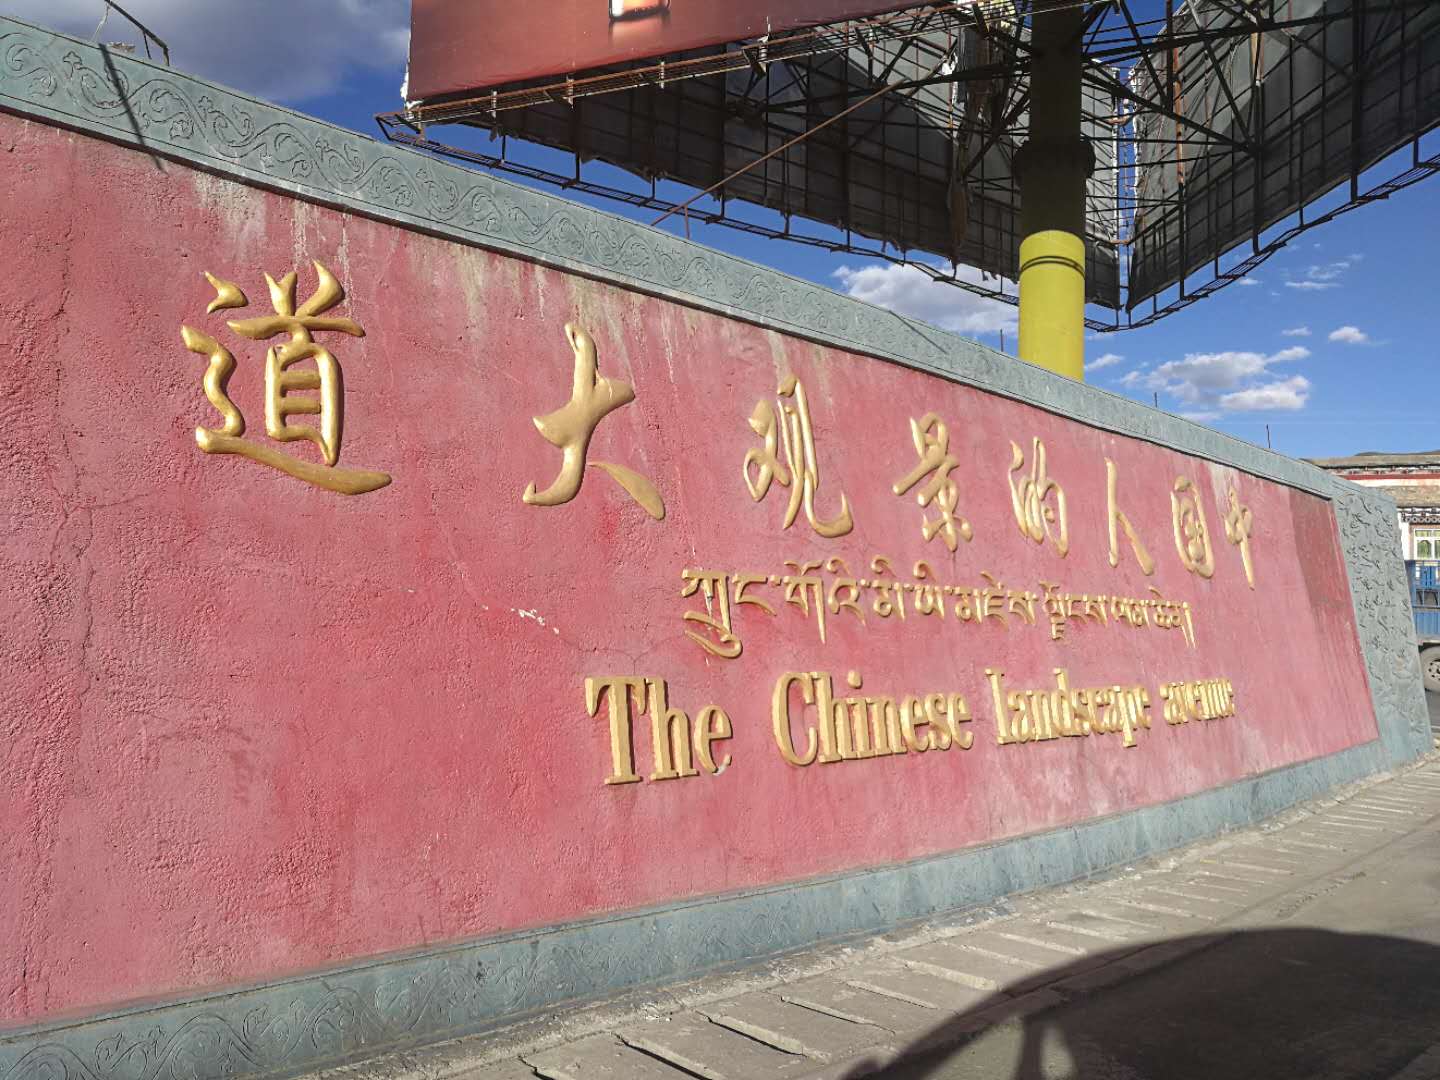 中国人的景观大道
ཀྲུང་གོའི་མི་ཡི་མཛེས་ལྗོངས་ལམ་ཆེན།
The Chinese landscape avenue